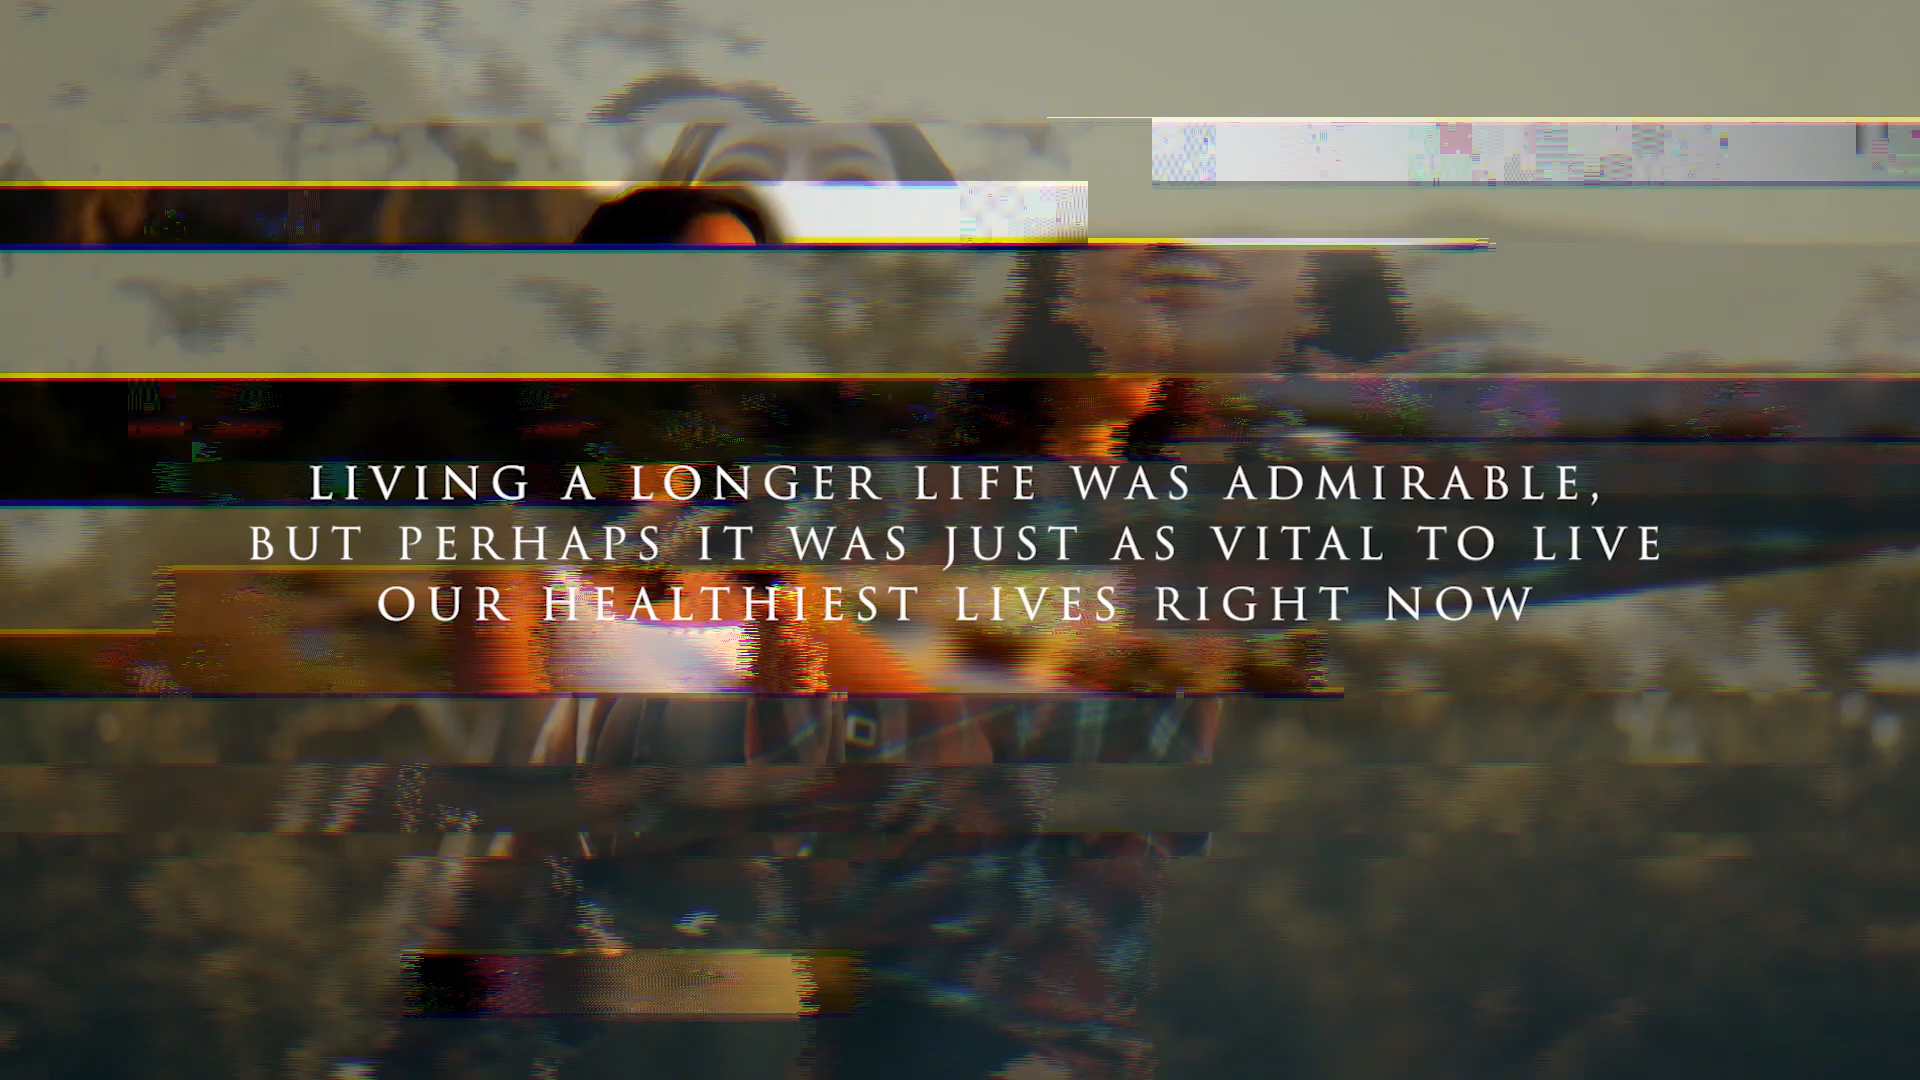 LIVING A LONGER LIFE WAS ADMIRABLE,
BUT PERHAPS IT WAS JUST AS VITAL TO LIVE
OUR HEALTHIEST LIVES RIGHT NOW